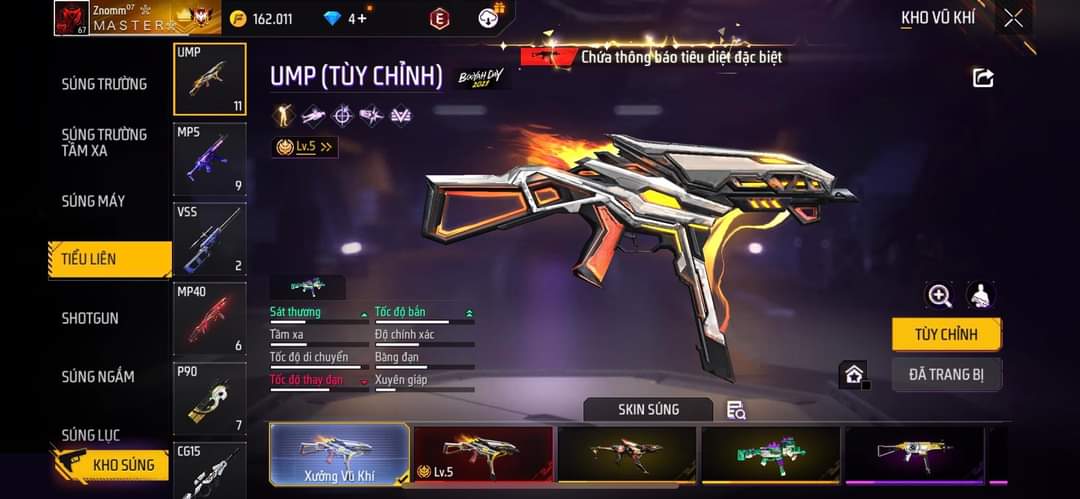 Znomm⁰⁷
67
MASTER
162.011
4+
E
KHO VŨ KHÍ
SÚNG TRƯỜNG
SÚNG TRƯỜNG
TẦM XA
SÚNG MÁY
TIỂU LIÊN
SHOTGUN
SÚNG NGẮM
SÚNG LỤC
KHO SÚNG
UMP
11
MP5
9
VSS
2
MP40
6
P90
7
CG15
Chứa thông báo tiêu diệt đặc biệt
UMP (TÙY CHỈNH)
BOOYAH DAY
2021
Lv.5 >>
Sát thương
Tốc độ bắn
Tầm xa
Độ chính xác
Tốc độ di chuyển
Băng đạn
Tốc độ thay đạn
Xuyên giáp
TÙY CHỈNH
ĐÃ TRANG BỊ
SKIN SÚNG
Xưởng Vũ Khí
Lv.5